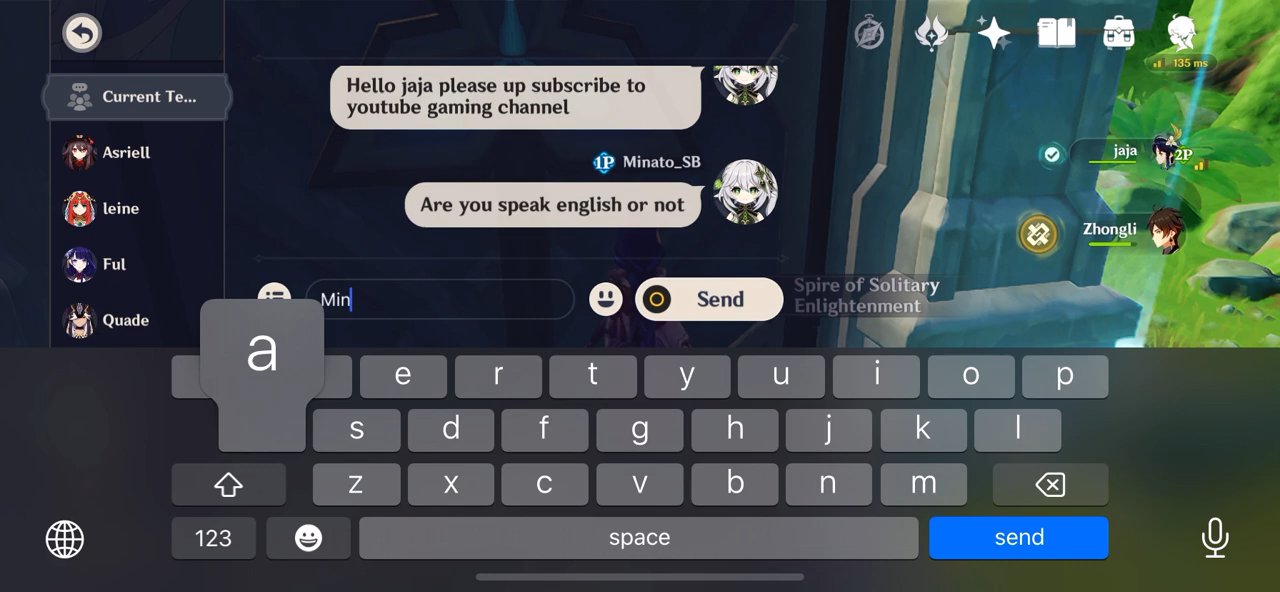 135 ms
Current Te...
Hello jaja please up subscribe to
youtube gaming channel
Asriell
jaja
2P
1P Minato_SB
leine
Are you speak english or not
Zhongli
Ful
Min
Send
Spire of Solitary
Enlightenment
Quade
a
e r t y u i o p
s d f g h j k l
z x c v b n m
123
space
send